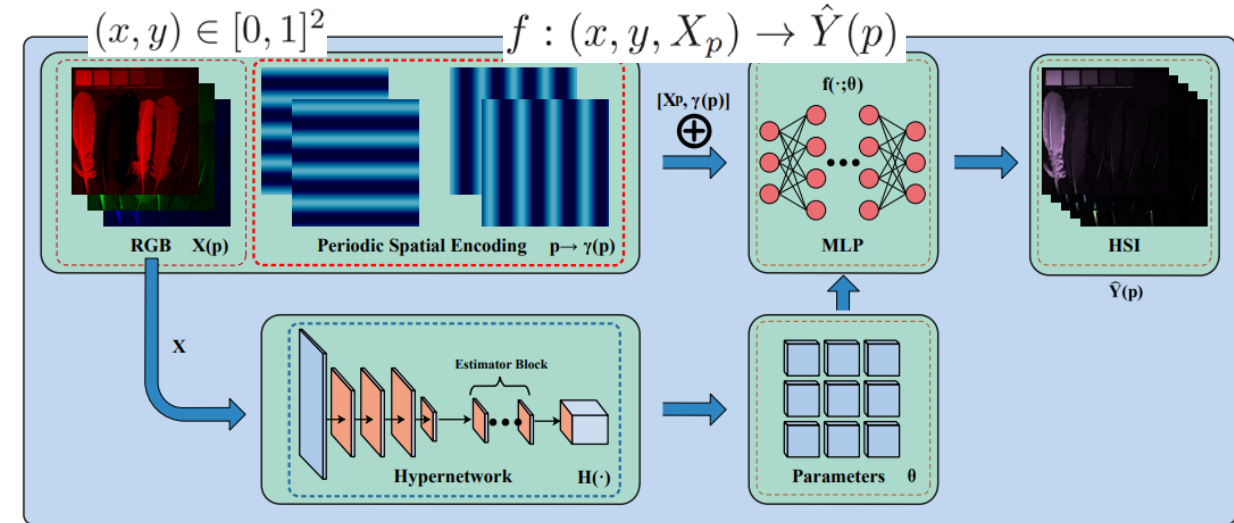 (x, y) ∈ [0, 1]²
f : (x, y, X_p) → Ŷ(p)
[Xᵖ, γ(p)]
f(·;θ)
RGB X(p)
Periodic Spatial Encoding p→ γ(p)
MLP
HSI
Ŷ(p)
X
Estimator Block
Hypernetwork H(·)
Parameters θ